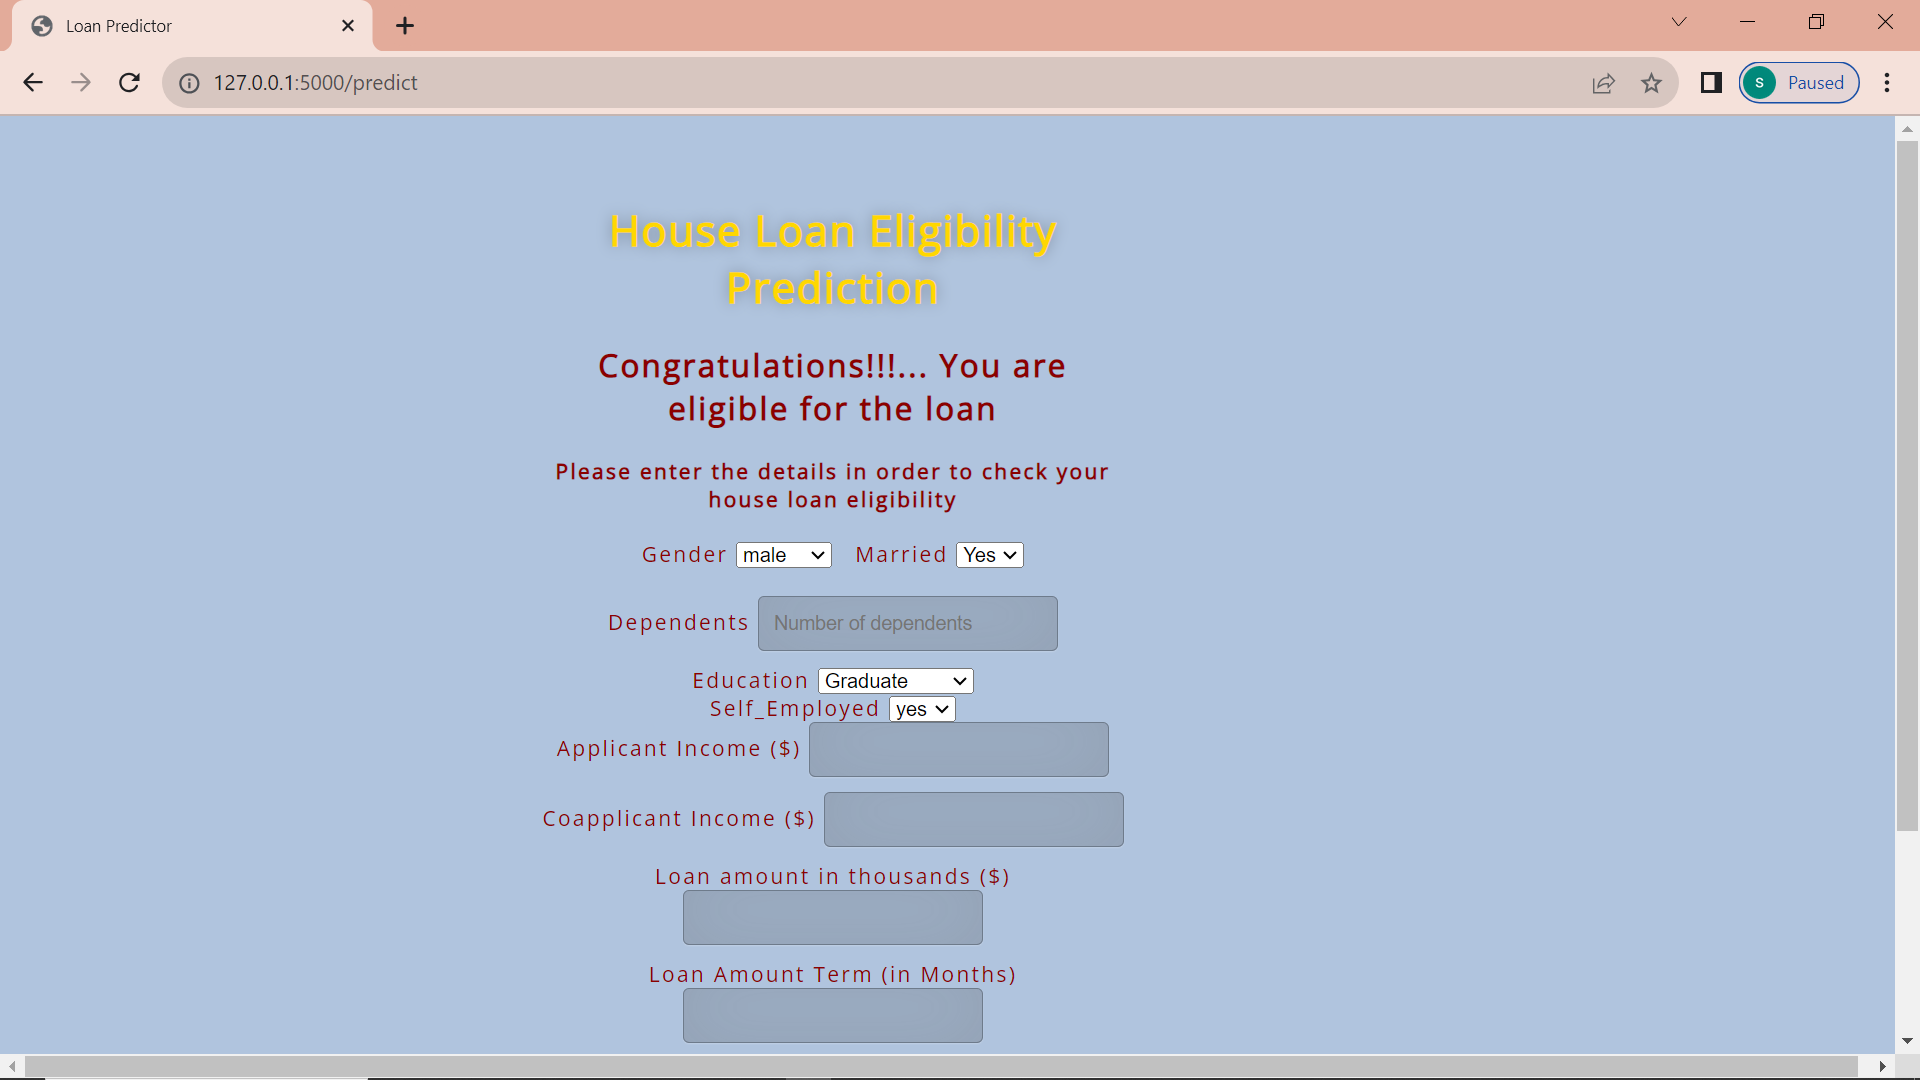 Loan Predictor
127.0.0.1:5000/predict
S
Paused
House Loan Eligibility
Prediction
Congratulations!!!... You are
eligible for the loan
Please enter the details in order to check your
house loan eligibility
Gender male Married Yes
Dependents Number of dependents
Education Graduate
Self_Employed yes
Applicant Income ($)
Coapplicant Income ($)
Loan amount in thousands ($)
Loan Amount Term (in Months)